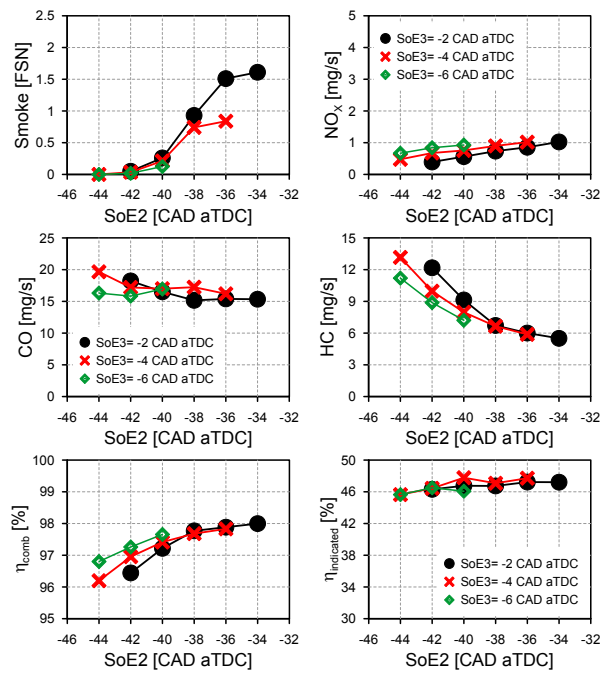 Smoke [FSN]
2.5
2
1.5
1
0.5
0
-46 -44 -42 -40 -38 -36 -34 -32
SoE2 [CAD aTDC]
NOX [mg/s]
5
4
3
2
1
0
SoE3= -2 CAD aTDC
SoE3= -4 CAD aTDC
SoE3= -6 CAD aTDC
-46 -44 -42 -40 -38 -36 -34 -32
SoE2 [CAD aTDC]
CO [mg/s]
25
20
15
10
5
0
SoE3= -2 CAD aTDC
SoE3= -4 CAD aTDC
SoE3= -6 CAD aTDC
-46 -44 -42 -40 -38 -36 -34 -32
SoE2 [CAD aTDC]
HC [mg/s]
15
12
9
6
3
0
-46 -44 -42 -40 -38 -36 -34 -32
SoE2 [CAD aTDC]
ηcomb [%]
100
99
98
97
96
95
-46 -44 -42 -40 -38 -36 -34 -32
SoE2 [CAD aTDC]
ηindicated [%]
50
46
42
38
34
30
SoE3= -2 CAD aTDC
SoE3= -4 CAD aTDC
SoE3= -6 CAD aTDC
-46 -44 -42 -40 -38 -36 -34 -32
SoE2 [CAD aTDC]